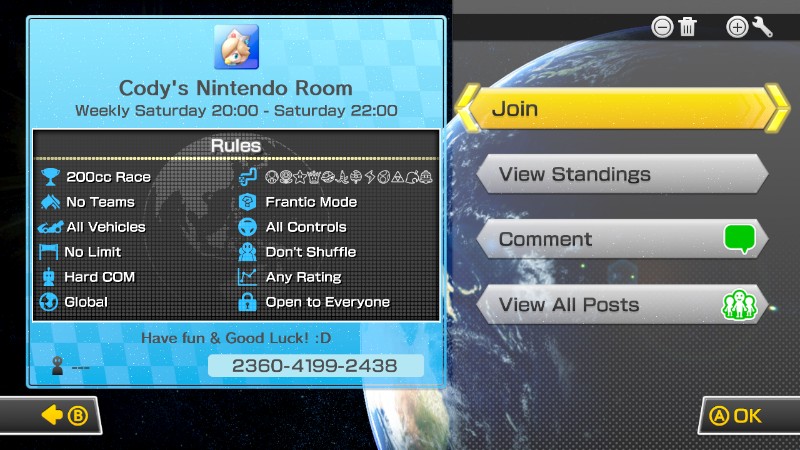 Cody's Nintendo Room
Weekly Saturday 20:00 - Saturday 22:00
Rules
200cc Race
No Teams
Frantic Mode
All Vehicles
All Controls
No Limit
Don't Shuffle
Hard COM
Any Rating
Global
Open to Everyone
Have fun & Good Luck! :D
---
2360-4199-2438
Join
View Standings
Comment
View All Posts
B
A OK